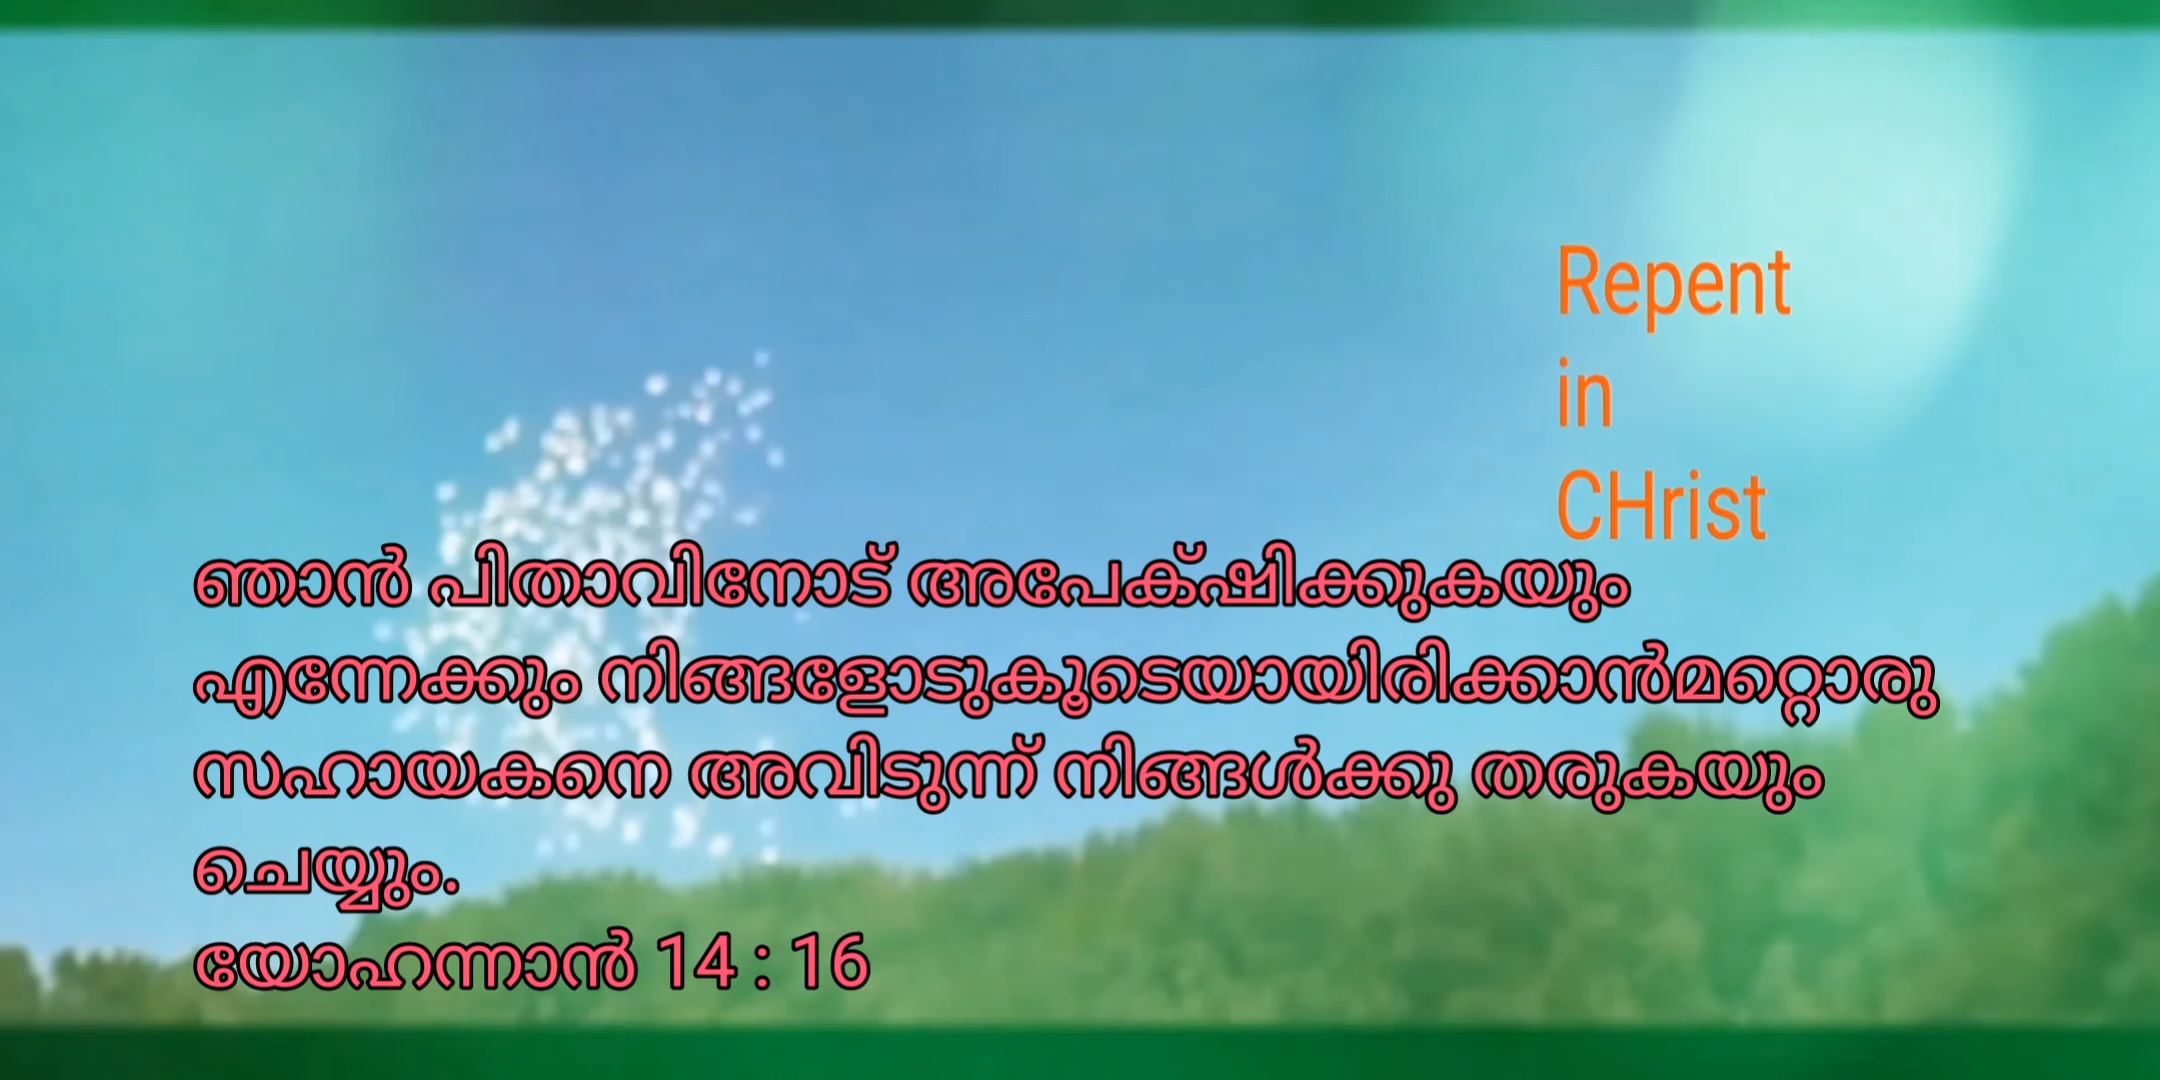 Repent
in
CHrist
ഞാൻ പിതാവിനോട് അപേക്‌ഷിക്കുകയും
എന്നേക്കും നിങ്ങളോടുകൂടെയായിരിക്കാൻമറ്റൊരു
സഹായകനെ അവിടുന്ന് നിങ്ങൾക്കു തരുകയും
ചെയ്യും.
യോഹന്നാൻ 14 : 16